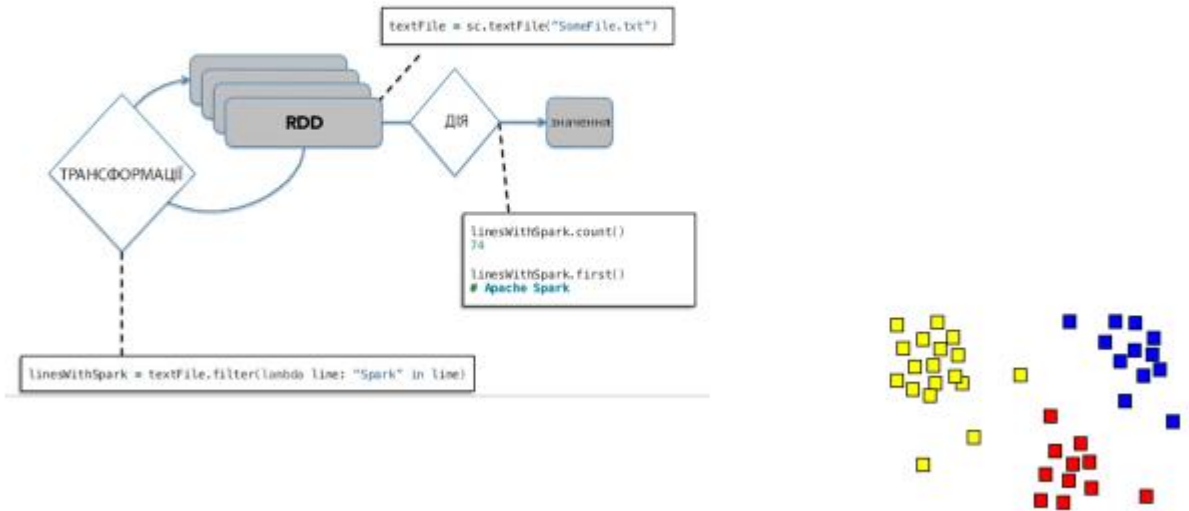 textFile = sc.textFile("SomeFile.txt")
RDD
ДІЯ
значення
ТРАНСФОРМАЦІЇ
linesWithSpark.count()
74
linesWithSpark.first()
# Apache Spark
linesWithSpark = textFile.filter(lambda line: "Spark" in line)